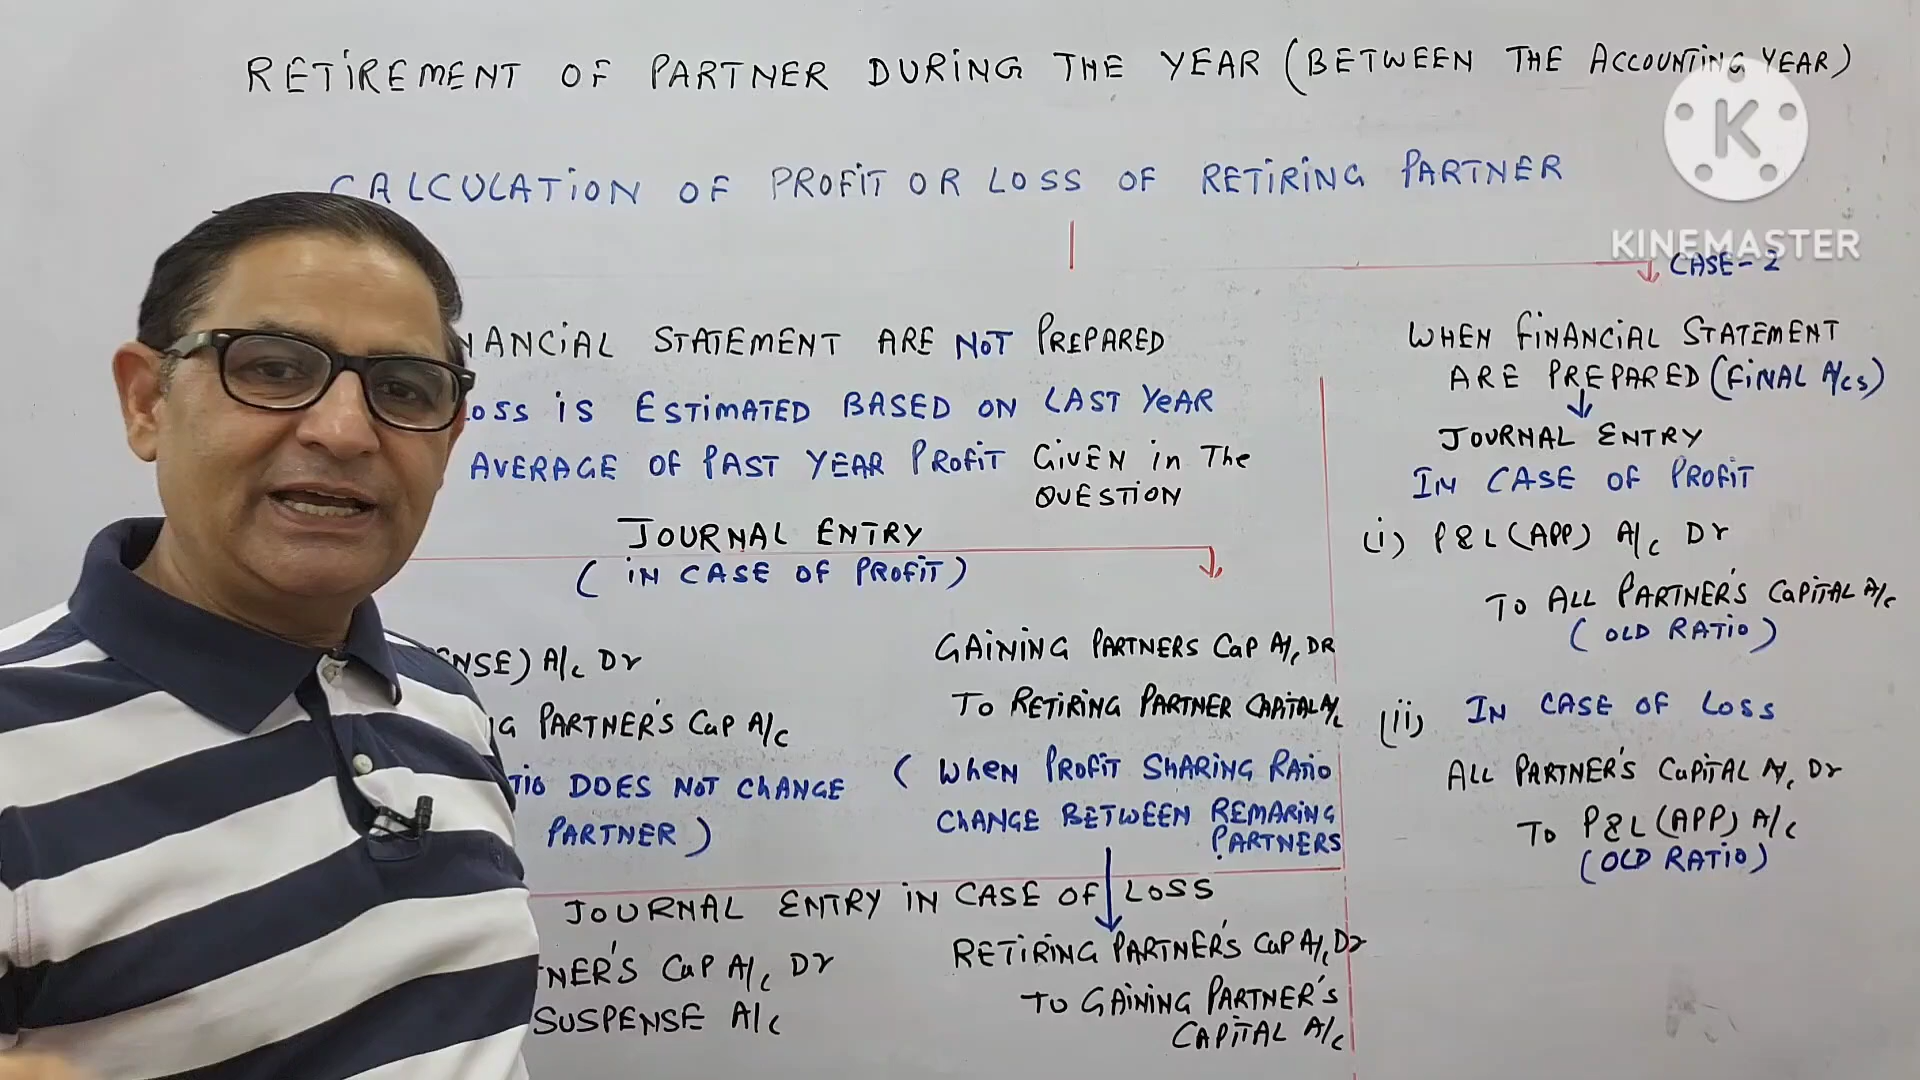 RETIREMENT OF PARTNER DURING THE YEAR (BETWEEN THE ACCOUNTING YEAR)
CALCULATION OF PROFIT OR LOSS OF RETIRING PARTNER
KINEMASTER
CASE-2
NANCIAL STATEMENT ARE NOT PREPARED
LOSS IS ESTIMATED BASED ON LAST YEAR
AVERAGE OF PAST YEAR PROFIT GIVEN in The
QUESTION
JOURNAL ENTRY
(IN CASE OF PROFIT)
ENSE) A/c Dr
G PARTNER'S CaP A/c
TIO DOES NOT CHANGE
PARTNER)
GAINING PARTNERS CaP A/c DR
TO RETIRING PARTNER CAPITAL A/c
(When PROFIT SHARING RATIO
CHANGE BETWEEN REMARING
PARTNERS
JOURNAL ENTRY IN CASE OF LOSS
TNER'S CaP A/c Dr
SUSPENSE A/c
RETIRING PARTNER'S CaP A/c Dr
TO GAINING PARTNER'S
CAPITAL A/c
WHEN FINANCIAL STATEMENT
ARE PREPARED (FINAL A/cs)
JOURNAL ENTRY
IN CASE OF PROFIT
(i) P&L (APP) A/c Dr
TO ALL PARTNER'S CaPITAL A/c
(OLD RATIO)
(ii) IN CASE OF LOSS
ALL PARTNER'S CaPITAL A/c Dr
TO P&L (APP) A/c
(OLD RATIO)